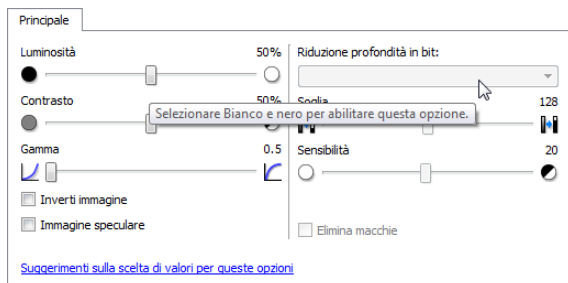 Principale
Luminosità 50%
Riduzione profondità in bit:
Contrasto 50%
Selezionare Bianco e nero per abilitare questa opzione.
Soglia 128
Gamma 0.5
Sensibilità 20
Inverti immagine
Immagine speculare
Elimina macchie
Suggerimenti sulla scelta di valori per queste opzioni